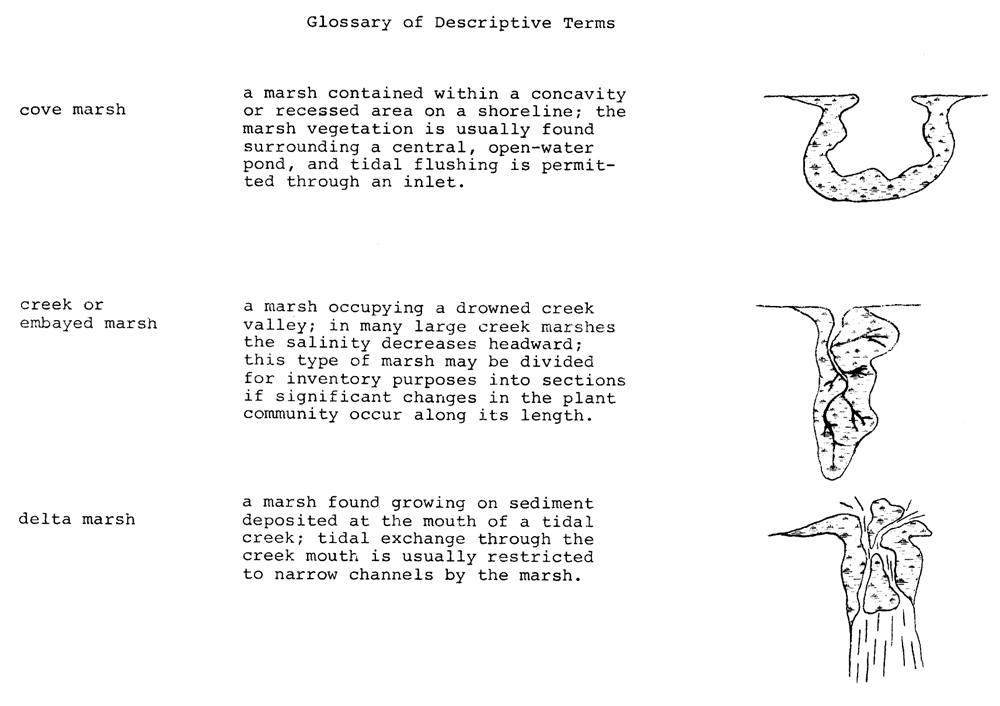 Glossary of Descriptive Terms
cove marsh
a marsh contained within a concavity
or recessed area on a shoreline; the
marsh vegetation is usually found
surrounding a central, open-water
pond, and tidal flushing is permit-
ted through an inlet.
creek or
embayed marsh
a marsh occupying a drowned creek
valley; in many large creek marshes
the salinity decreases headward;
this type of marsh may be divided
for inventory purposes into sections
if significant changes in the plant
community occur along its length.
delta marsh
a marsh found growing on sediment
deposited at the mouth of a tidal
creek; tidal exchange through the
creek mouth is usually restricted
to narrow channels by the marsh.